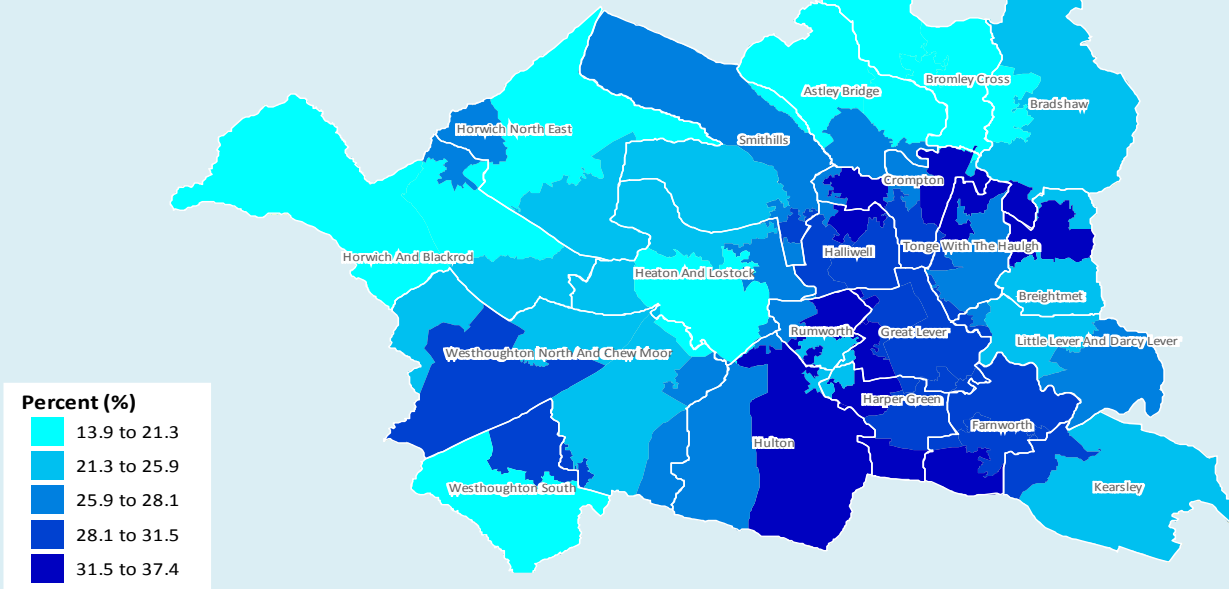 Bromley Cross
Astley Bridge
Bradshaw
Horwich North East
Smithills
Crompton
Tonge With The Haulgh
Halliwell
Horwich And Blackrod
Heaton And Lostock
Breightmet
Rumworth
Great Lever
Little Lever And Darcy Lever
Westhoughton North And Chew Moor
Harper Green
Farnworth
Hulton
Westhoughton South
Kearsley
Percent (%)
13.9 to 21.3
21.3 to 25.9
25.9 to 28.1
28.1 to 31.5
31.5 to 37.4